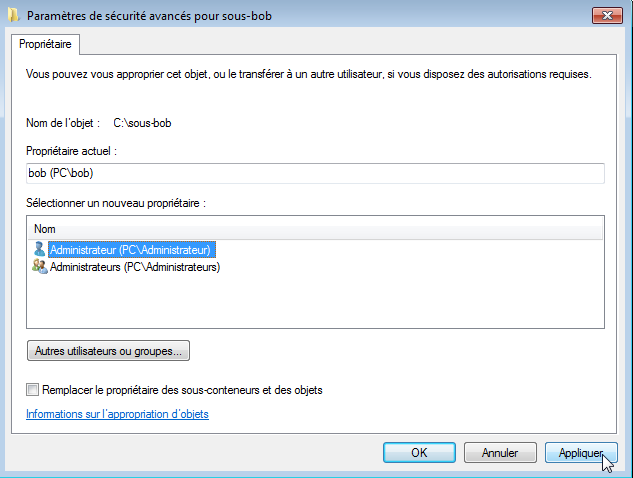 Paramètres de sécurité avancés pour sous-bob
Propriétaire
Vous pouvez vous approprier cet objet, ou le transférer à un autre utilisateur, si vous disposez des autorisations requises.
Nom de l'objet : C:\sous-bob
Propriétaire actuel :
bob (PC\bob)
Sélectionner un nouveau propriétaire :
Nom
Administrateur (PC\Administrateur)
Administrateurs (PC\Administrateurs)
Autres utilisateurs ou groupes...
Remplacer le propriétaire des sous-conteneurs et des objets
Informations sur l'appropriation d'objets
OK Annuler Appliquer